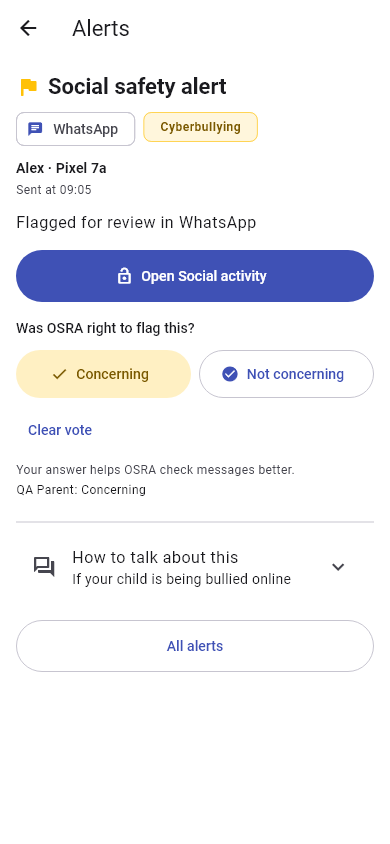 Alerts
Social safety alert
WhatsApp
Cyberbullying
Alex · Pixel 7a
Sent at 09:05
Flagged for review in WhatsApp
Open Social activity
Was OSRA right to flag this?
Concerning
Not concerning
Clear vote
Your answer helps OSRA check messages better.
QA Parent: Concerning
How to talk about this
If your child is being bullied online
All alerts